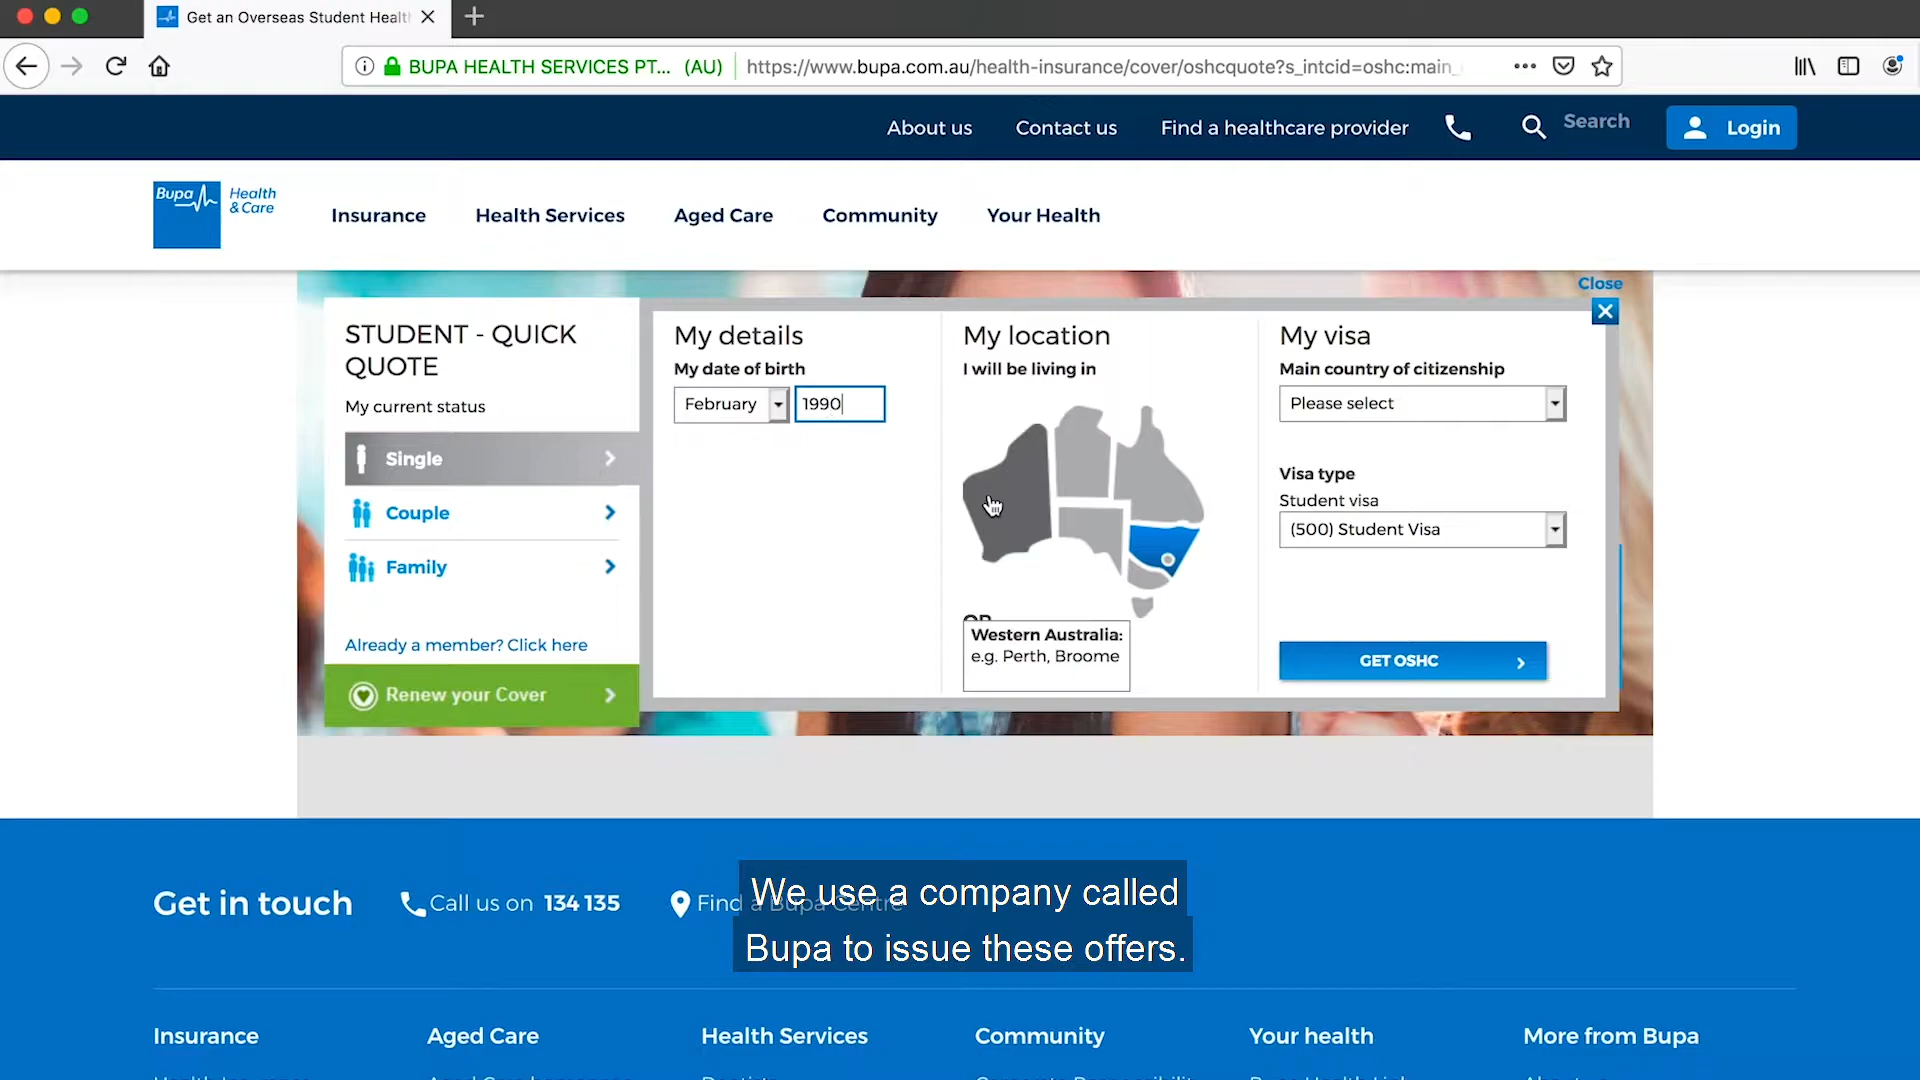 Get an Overseas Student Healt
BUPA HEALTH SERVICES PT... (AU)
https://www.bupa.com.au/health-insurance/cover/oshcquote?s_intcid=oshc:main_
About us
Contact us
Find a healthcare provider
Search
Login
Bupa
Health
& Care
Insurance
Health Services
Aged Care
Community
Your Health
Close
STUDENT - QUICK
QUOTE
My current status
Single
Couple
Family
Already a member? Click here
Renew your Cover
My details
My date of birth
February
1990
My location
I will be living in
OR
Western Australia:
e.g. Perth, Broome
My visa
Main country of citizenship
Please select
Visa type
Student visa
(500) Student Visa
GET OSHC
Get in touch
Call us on 134 135
Find a Bupa Centre
We use a company called
Bupa to issue these offers.
Insurance
Aged Care
Health Services
Community
Your health
More from Bupa